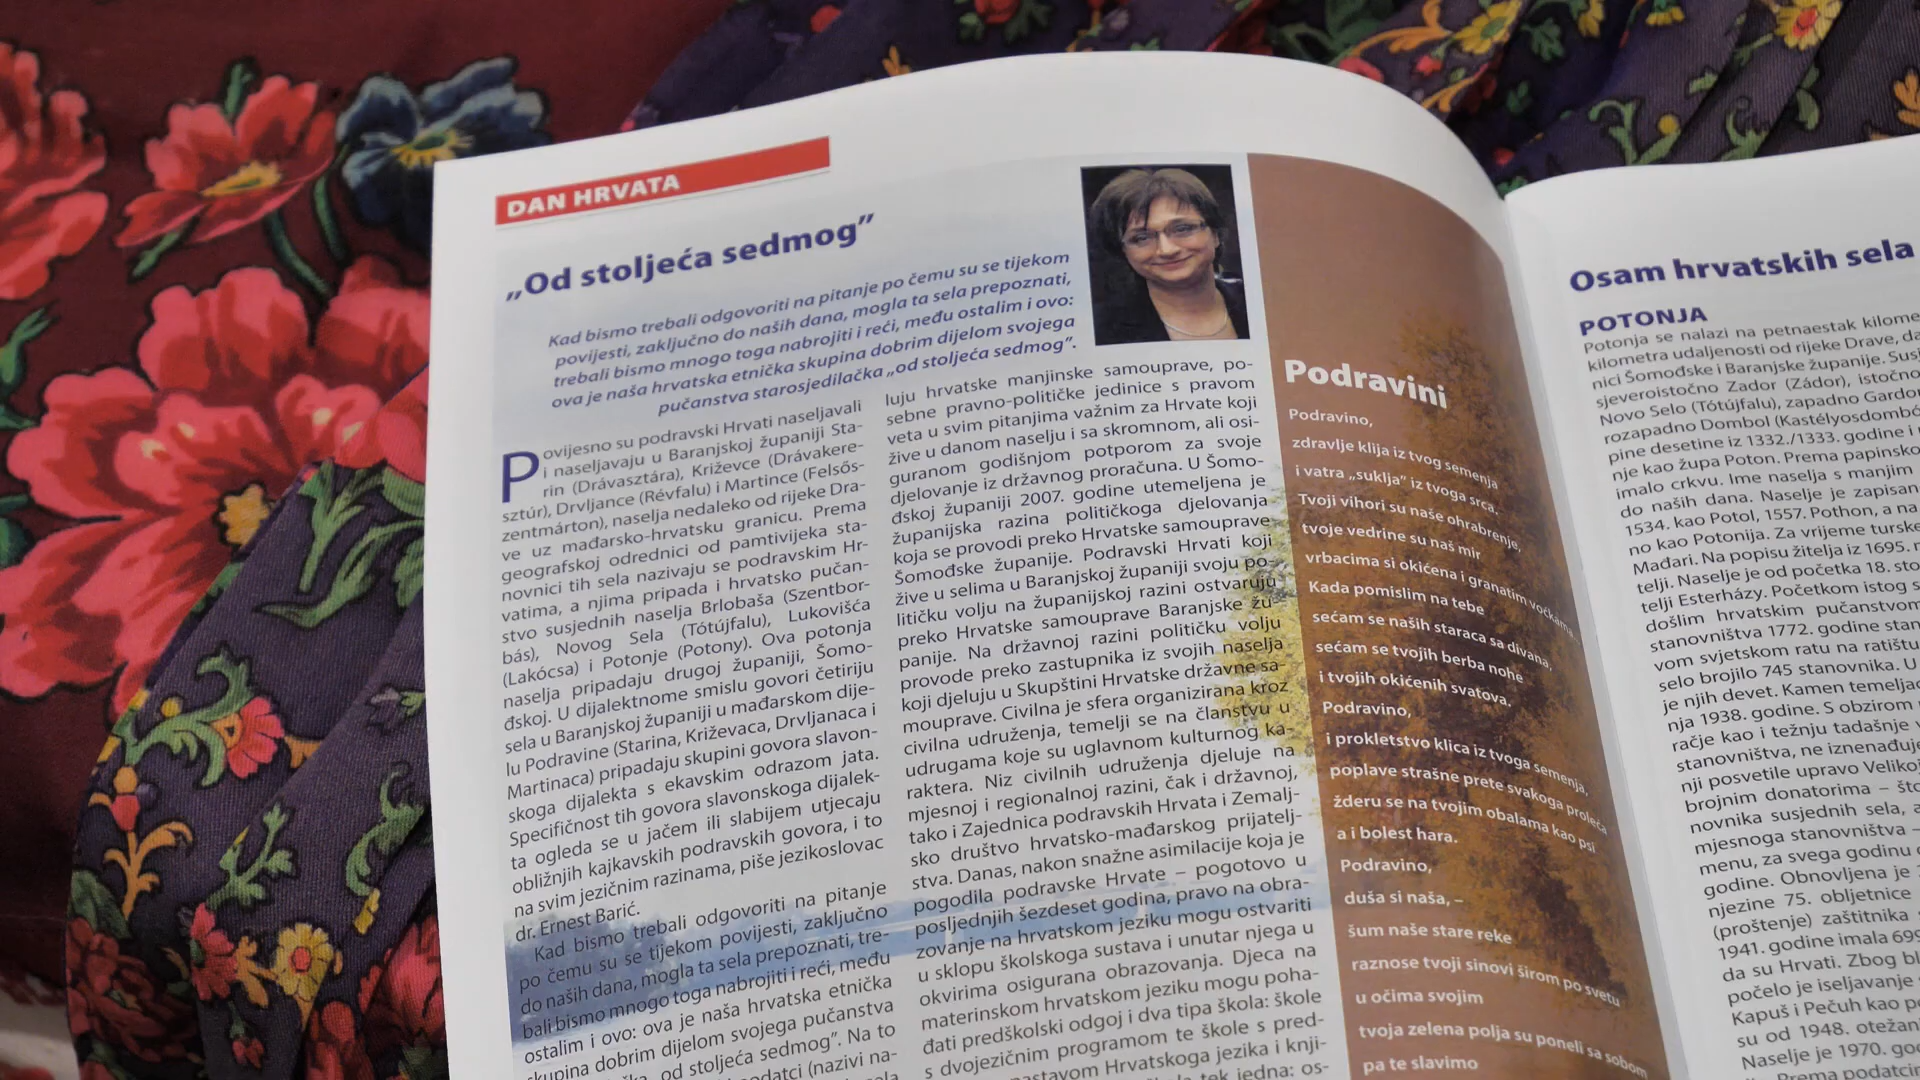 DAN HRVATA
„Od stoljeća sedmog”
Kad bismo trebali odgovoriti na pitanje po čemu su se tijekom
povijesti, zaključno do naših dana, mogla ta sela prepoznati,
trebali bismo mnogo toga nabrojiti i reći, među ostalim i ovo:
ova je naša hrvatska etnička skupina dobrim dijelom svojega
pučanstva starosjedilačka „od stoljeća sedmog”.
Povijesno su podravski Hrvati naseljavali
i naseljavaju u Baranjskoj županiji Sta-
rin (Drávasztára), Križevce (Drávakere-
sztúr), Drvljance (Révfalu) i Martince (Felsős-
zentmárton), naselja nedaleko od rijeke Dra-
ve uz mađarsko-hrvatsku granicu. Prema
geografskoj odrednici od pamtivijeka sta-
novnici tih sela nazivaju se podravskim Hr-
vatima, a njima pripada i hrvatsko pučan-
stvo susjednih naselja Brlobaša (Szentbor-
bás), Novog Sela (Tótújfalu), Lukovišća
(Lakócsa) i Potonje (Potony). Ova potonja
naselja pripadaju drugoj županiji, Šomo-
đskoj. U dijalektnome smislu govori četiriju
sela u Baranjskoj županiji u mađarskom dije-
lu Podravine (Starina, Križevaca, Drvljanaca i
Martinaca) pripadaju skupini govora slavon-
skoga dijalekta s ekavskim odrazom jata.
Specifičnost tih govora slavonskoga dijalek-
ta ogleda se u jačem ili slabijem utjecaju
obližnjih kajkavskih podravskih govora, i to
na svim jezičnim razinama, piše jezikoslovac
dr. Ernest Barić.
Kad bismo trebali odgovoriti na pitanje
po čemu su se tijekom povijesti, zaključno
do naših dana, mogla ta sela prepoznati, tre-
bali bismo mnogo toga nabrojiti i reći, među
ostalim i ovo: ova je naša hrvatska etnička
skupina dobrim dijelom svojega pučanstva
od stoljeća sedmog”. Na to
podatci (nazivi na-
luju hrvatske manjinske samouprave, po-
sebne pravno-političke jedinice s pravom
veta u svim pitanjima važnim za Hrvate koji
žive u danom naselju i sa skromnom, ali osi-
guranom godišnjom potporom za svoje
djelovanje iz državnog proračuna. U Šomo-
đskoj županiji 2007. godine utemeljena je
županijska razina političkoga djelovanja
koja se provodi preko Hrvatske samouprave
Šomođske županije. Podravski Hrvati koji
žive u selima u Baranjskoj županiji svoju po-
litičku volju na županijskoj razini ostvaruju
preko Hrvatske samouprave Baranjske žu-
panije. Na državnoj razini političku volju
provode preko zastupnika iz svojih naselja
koji djeluju u Skupštini Hrvatske državne sa-
mouprave. Civilna je sfera organizirana kroz
civilna udruženja, temelji se na članstvu u
udrugama koje su uglavnom kulturnog ka-
raktera. Niz civilnih udruženja djeluje na
mjesnoj i regionalnoj razini, čak i državnoj,
tako i Zajednica podravskih Hrvata i Zemalj-
sko društvo hrvatsko-mađarskog prijatelj-
stva. Danas, nakon snažne asimilacije koja je
pogodila podravske Hrvate – pogotovo u
posljednjih šezdeset godina, pravo na obra-
zovanje na hrvatskom jeziku mogu ostvariti
u sklopu školskoga sustava i unutar njega u
okvirima osigurana obrazovanja. Djeca na
materinskom hrvatskom jeziku mogu poha-
đati predškolski odgoj i dva tipa škola: škole
s dvojezičnim programom te škole s pred-
nastavom Hrvatskoga jezika i knji-
tek jedna: os-
Podravini
Podravino,
zdravlje klija iz tvog semenja
i vatra „suklja” iz tvoga srca.
Tvoji vihori su naše ohrabrenje,
tvoje vedrine su naš mir
vrbacima si okićena i granatim voćkama.
Kada pomislim na tebe
sećam se naših staraca sa divana,
sećam se tvojih berba nohe
i tvojih okićenih svatova.
Podravino,
i prokletstvo klica iz tvoga semenja,
poplave strašne prete svakoga proleća
žderu se na tvojim obalama kao psi
a i bolest hara.
Podravino,
duša si naša, –
šum naše stare reke
raznose tvoji sinovi širom po svetu
u očima svojim
tvoja zelena polja su poneli sa sobom
pa te slavimo
Osam hrvatskih sela
POTONJA
Potonja se nalazi na petnaestak kilome
kilometra udaljenosti od rijeke Drave, da
nici Šomođske i Baranjske županije. Susj
sjeveroistočno Zador (Zádor), istočno
Novo Selo (Tótújfalu), zapadno Gardo
rozapadno Dombol (Kastélyosdombó
pine desetine iz 1332./1333. godine i
nje kao župa Poton. Prema papinsko
imalo crkvu. Ime naselja s manjim
do naših dana. Naselje je zapisan
1534. kao Potol, 1557. Pothon, a na
no kao Potonija. Za vrijeme turske
Mađari. Na popisu žitelja iz 1695.
telji. Naselje je od početka 18. sto
telji Esterházy. Početkom istog s
došlim hrvatskim pučanstvom
stanovništva 1772. godine stan
vom svjetskom ratu na ratištu
selo brojilo 745 stanovnika. U
je njih devet. Kamen temeljac
nja 1938. godine. S obzirom
račje kao i težnju tadašnje
stanovništva, ne iznenađuje
nji posvetile upravo Velikoj
brojnim donatorima – što
novnika susjednih sela, a
mjesnoga stanovništva –
menu, za svega godinu
godine. Obnovljena je
njezine 75. obljetnice
(proštenje) zaštitnika
1941. godine imala 699
da su Hrvati. Zbog bl
počelo je iseljavanje
Kapuš i Pečuh kao p
su od 1948. otežan
Naselje je 1970. go
Prema podatcim